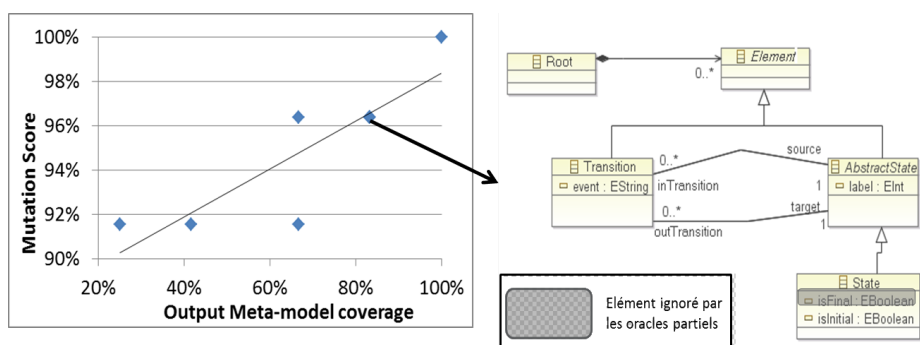 100%
98%
96%
94%
92%
90%
Mutation Score
20%
40%
60%
80%
100%
Output Meta-model coverage
Root
0..*
Element
Transition
event : EString
0..*
inTransition
source
1
AbstractState
label : EInt
0..*
outTransition
target
1
State
isFinal : EBoolean
isInitial : EBoolean
Elément ignoré par
les oracles partiels